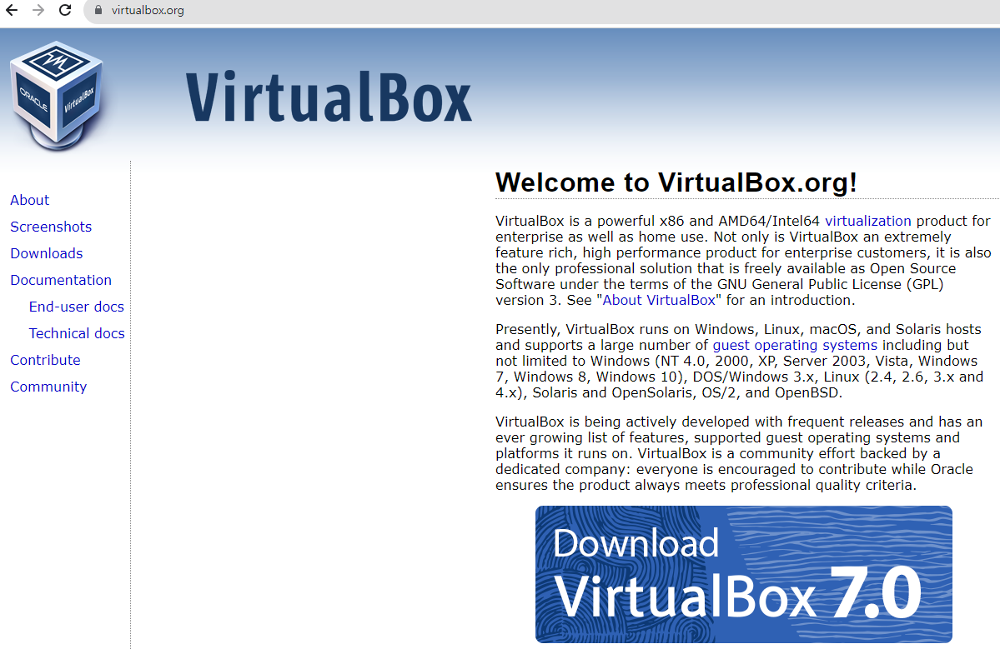 virtualbox.org
ORACLE
VirtualBox
VirtualBox
About
Screenshots
Downloads
Documentation
End-user docs
Technical docs
Contribute
Community
Welcome to VirtualBox.org!
VirtualBox is a powerful x86 and AMD64/Intel64 virtualization product for
enterprise as well as home use. Not only is VirtualBox an extremely
feature rich, high performance product for enterprise customers, it is also
the only professional solution that is freely available as Open Source
Software under the terms of the GNU General Public License (GPL)
version 3. See "About VirtualBox" for an introduction.
Presently, VirtualBox runs on Windows, Linux, macOS, and Solaris hosts
and supports a large number of guest operating systems including but
not limited to Windows (NT 4.0, 2000, XP, Server 2003, Vista, Windows
7, Windows 8, Windows 10), DOS/Windows 3.x, Linux (2.4, 2.6, 3.x and
4.x), Solaris and OpenSolaris, OS/2, and OpenBSD.
VirtualBox is being actively developed with frequent releases and has an
ever growing list of features, supported guest operating systems and
platforms it runs on. VirtualBox is a community effort backed by a
dedicated company: everyone is encouraged to contribute while Oracle
ensures the product always meets professional quality criteria.
Download
VirtualBox 7.0